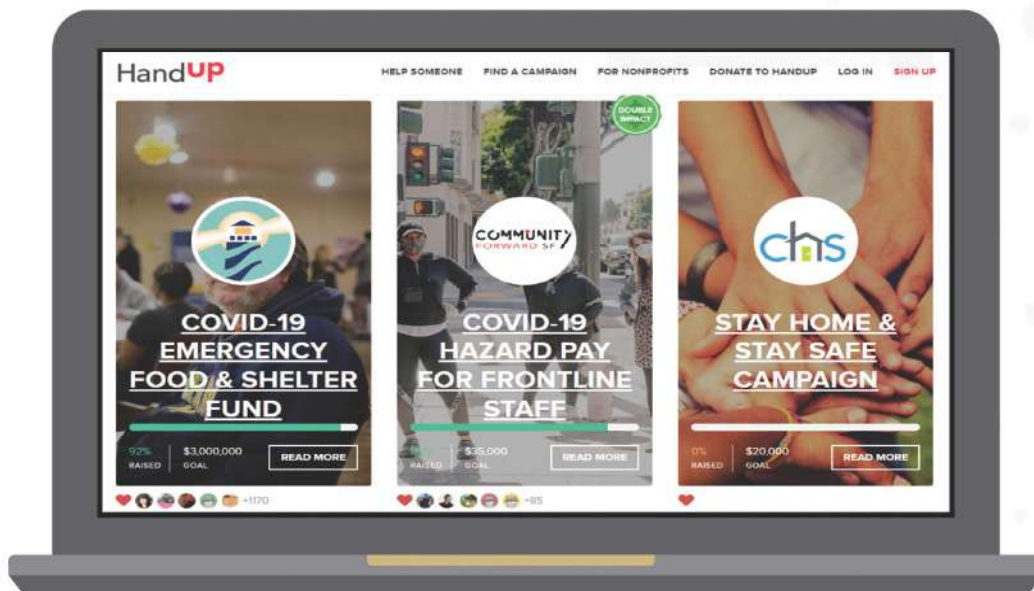 HandUP
HELP SOMEONE FIND A CAMPAIGN FOR NONPROFITS DONATE TO HANDUP LOG IN SIGN UP
DOUBLE
IMPACT
COMMUNITY
FORWARD SF
chs
COVID-19
EMERGENCY
FOOD & SHELTER
FUND
COVID-19
HAZARD PAY
FOR FRONTLINE
STAFF
STAY HOME &
STAY SAFE
CAMPAIGN
92%
RAISED
$3,000,000
GOAL
READ MORE
RAISED
$35,000
GOAL
READ MORE
0%
RAISED
$20,000
GOAL
READ MORE
+1170
+85